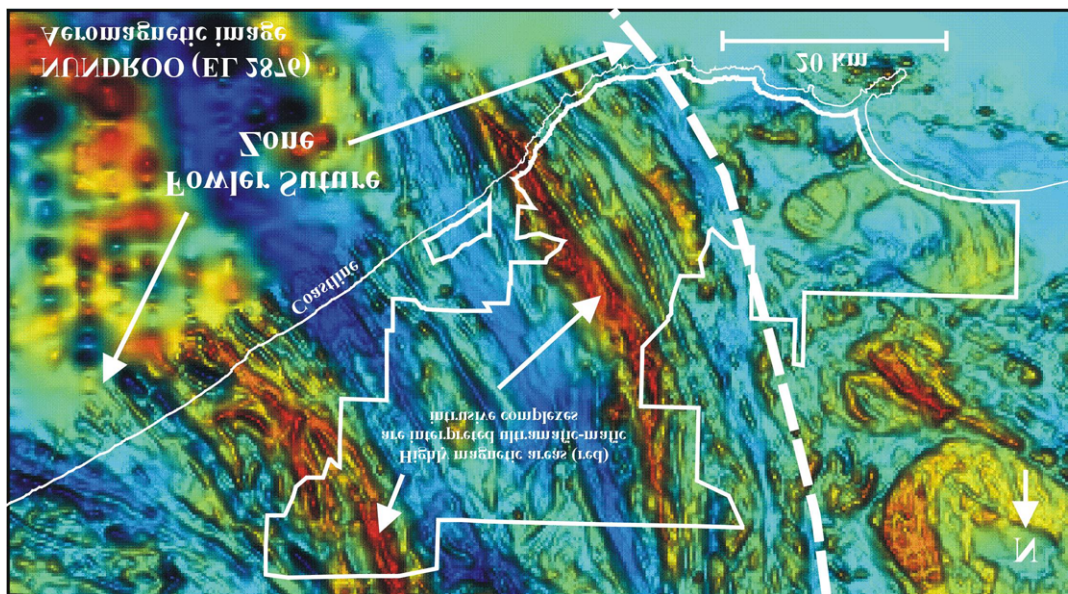 N
Highly magnetic areas (red)
are interpreted ultramafic-mafic
intrusive complexes
Coastline
Fowler Suture
Zone
20 km
NUNDROO (EL 2876)
Aeromagnetic image